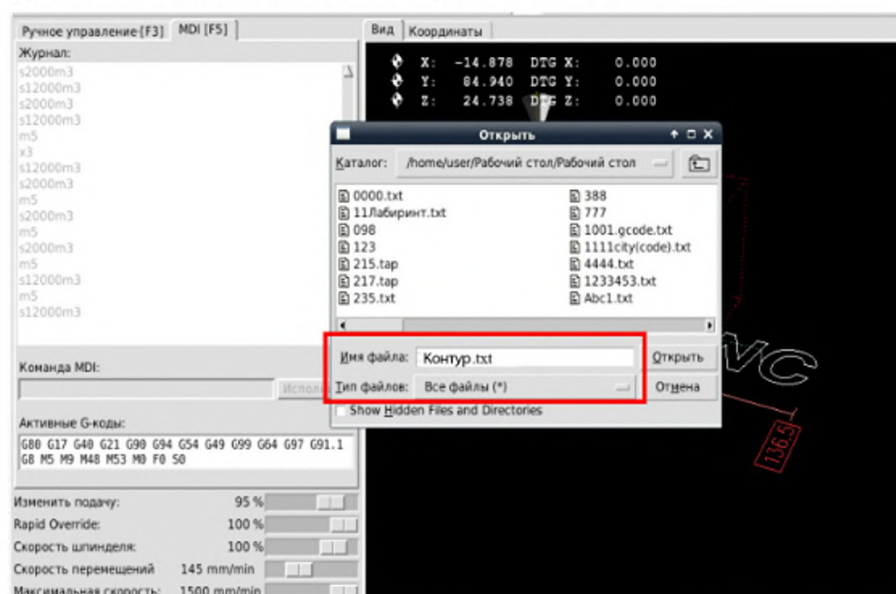 Ручное управление [F3] MDI [F5]
Вид Координаты
Журнал:
s2000m3
s12000m3
s2000m3
s12000m3
m5
x3
s12000m3
s2000m3
m5
s2000m3
m5
s2000m3
m5
s12000m3
m5
s12000m3
Команда MDI:
Активные G-коды:
G80 G17 G40 G21 G90 G94 G54 G49 G99 G64 G97 G91.1
G8 M5 M9 M48 M53 M0 F0 S0
Изменить подачу: 95 %
Rapid Override: 100 %
Скорость шпинделя: 100 %
Скорость перемещений 145 mm/min
Максимальная скорость: 1500 mm/min
X: -14.878 DTG X: 0.000
Y: 84.940 DTG Y: 0.000
Z: 24.738 DTG Z: 0.000
Открыть
Каталог: /home/user/Рабочий стол/Рабочий стол
0000.txt
11Лабиринт.txt
098
123
215.tap
217.tap
235.txt
388
777
1001.gcode.txt
1111city(code).txt
4444.txt
1233453.txt
Abc1.txt
Имя файла: Контур.txt Открыть
Тип файлов: Все файлы (*) Отмена
Show Hidden Files and Directories
NC
136.5